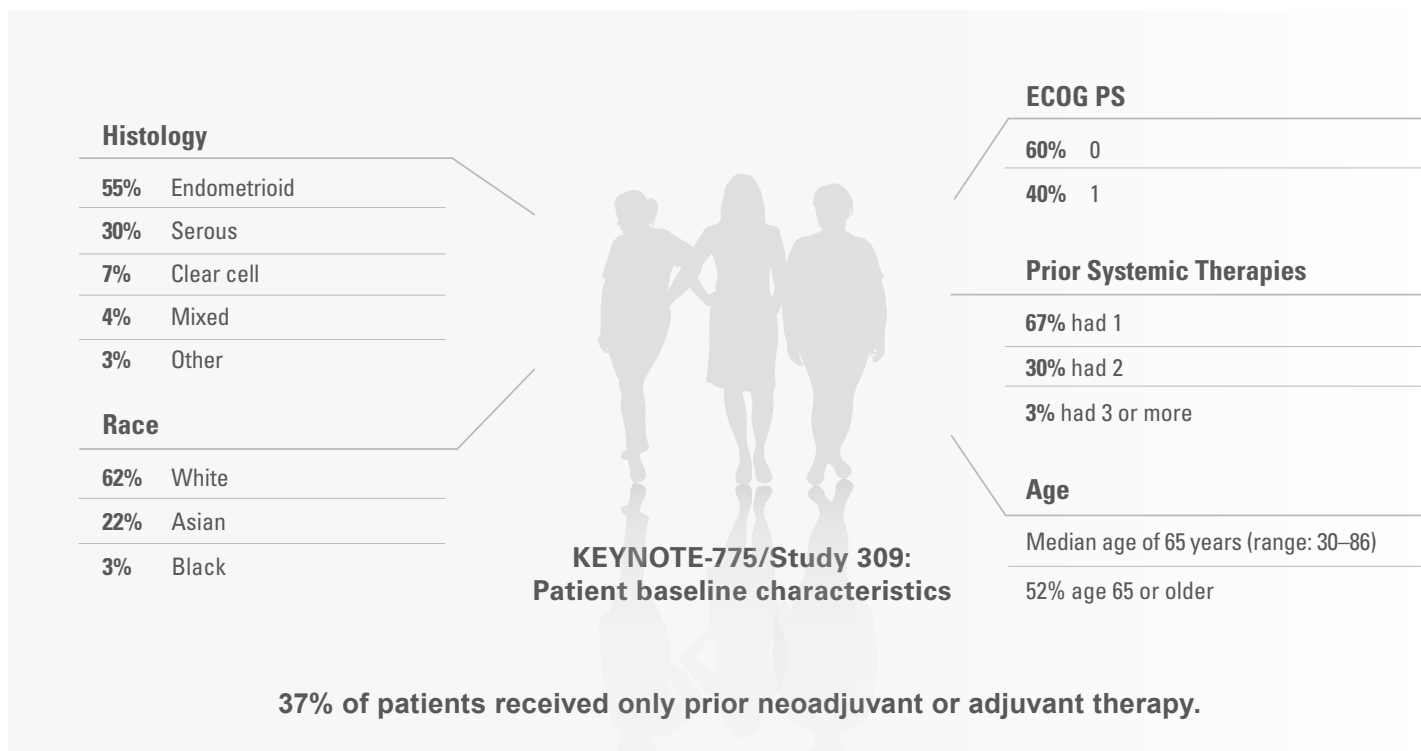 Histology
55% Endometrioid
30% Serous
7% Clear cell
4% Mixed
3% Other
Race
62% White
22% Asian
3% Black
KEYNOTE-775/Study 309:
Patient baseline characteristics
ECOG PS
60% 0
40% 1
Prior Systemic Therapies
67% had 1
30% had 2
3% had 3 or more
Age
Median age of 65 years (range: 30–86)
52% age 65 or older
37% of patients received only prior neoadjuvant or adjuvant therapy.